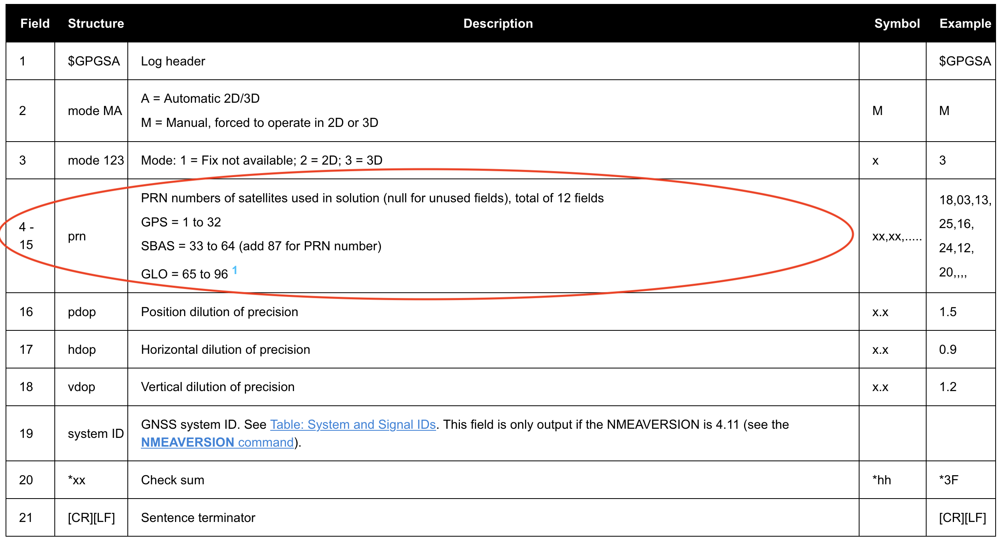 Field Structure Description Symbol Example
1 $GPGSA Log header $GPGSA
2 mode MA A = Automatic 2D/3D
M = Manual, forced to operate in 2D or 3D M M
3 mode 123 Mode: 1 = Fix not available; 2 = 2D; 3 = 3D x 3
4 -
15
prn
PRN numbers of satellites used in solution (null for unused fields), total of 12 fields
GPS = 1 to 32
SBAS = 33 to 64 (add 87 for PRN number)
GLO = 65 to 96 1
xx,xx,.....
18,03,13,
25,16,
24,12,
20,,,,
16 pdop Position dilution of precision x.x 1.5
17 hdop Horizontal dilution of precision x.x 0.9
18 vdop Vertical dilution of precision x.x 1.2
19 system ID GNSS system ID. See Table: System and Signal IDs. This field is only output if the NMEAVERSION is 4.11 (see the
NMEAVERSION command).
20 *xx Check sum *hh *3F
21 [CR][LF] Sentence terminator [CR][LF]